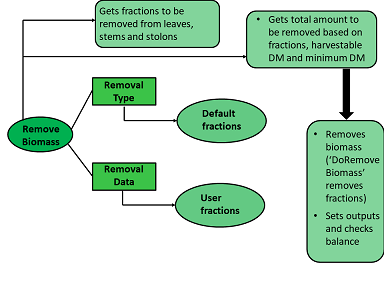 Gets fractions to be
removed from leaves,
stems and stolons
• Gets total amount to
be removed based on
fractions, harvestable
DM and minimum DM
Removal
Type
Default
fractions
Remove
Biomass
Removal
Data
User
fractions
• Removes
biomass
('DoRemove
Biomass'
removes
fractions)
• Sets outputs
and checks
balance